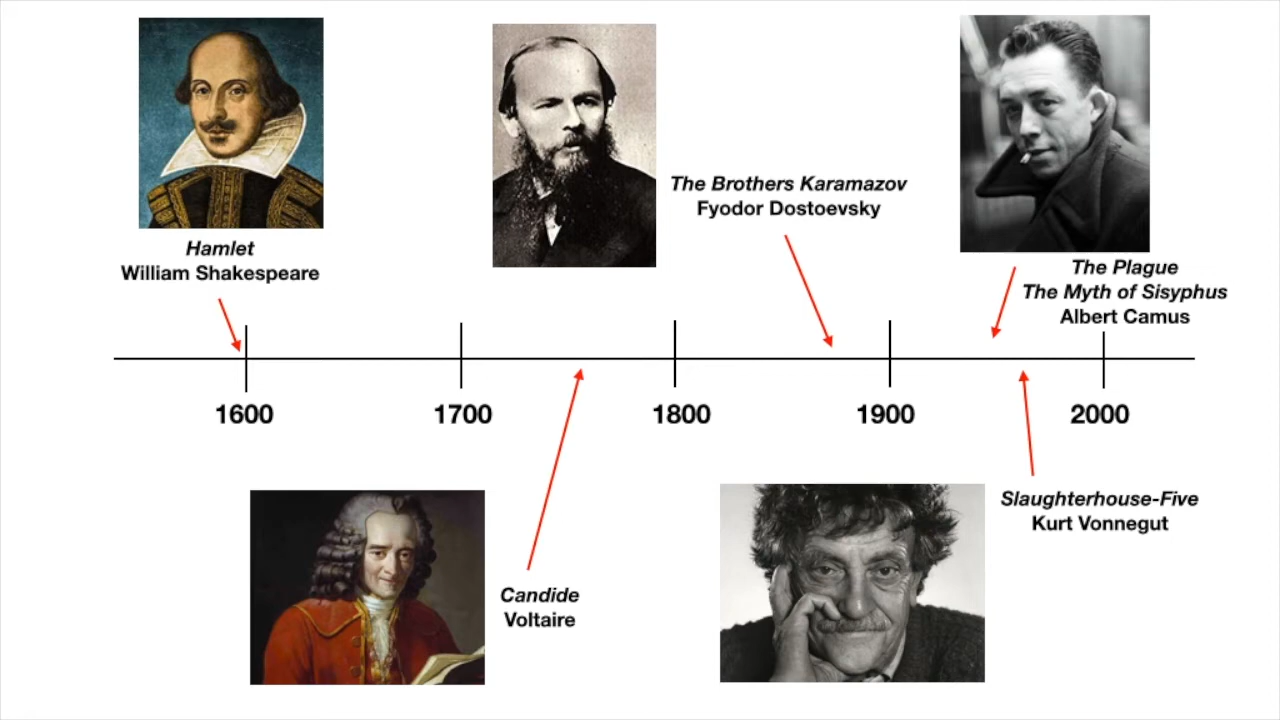 Hamlet
William Shakespeare
The Brothers Karamazov
Fyodor Dostoevsky
The Plague
The Myth of Sisyphus
Albert Camus
1600
1700
1800
1900
2000
Candide
Voltaire
Slaughterhouse-Five
Kurt Vonnegut